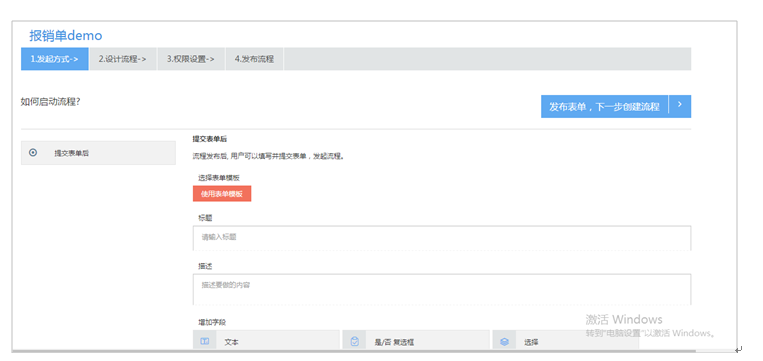 报销单demo
1.发起方式-> 2.设计流程-> 3.权限设置-> 4.发布流程
如何启动流程?
发布表单，下一步创建流程
提交表单后
提交表单后
流程发布后, 用户可以填写并提交表单，发起流程。
选择表单模板
使用表单模板
标题
请输入标题
描述
描述要做的内容
增加字段
文本 是/否 复选框 选择
激活 Windows
转到"电脑设置"以激活 Windows。